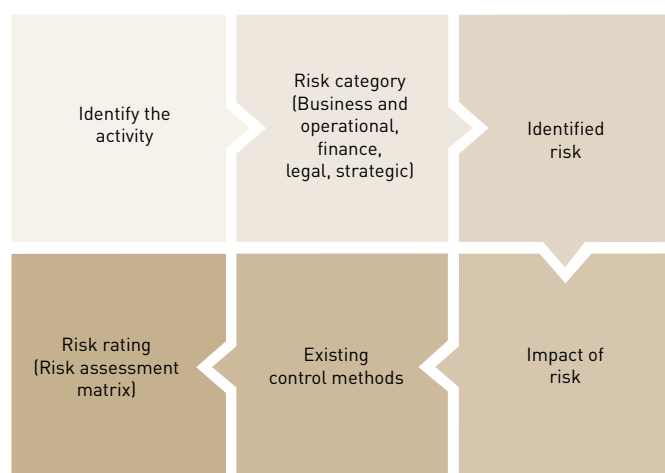 Identify the
activity
Risk category
(Business and
operational,
finance,
legal, strategic)
Identified
risk
Impact of
risk
Existing
control methods
Risk rating
(Risk assessment
matrix)